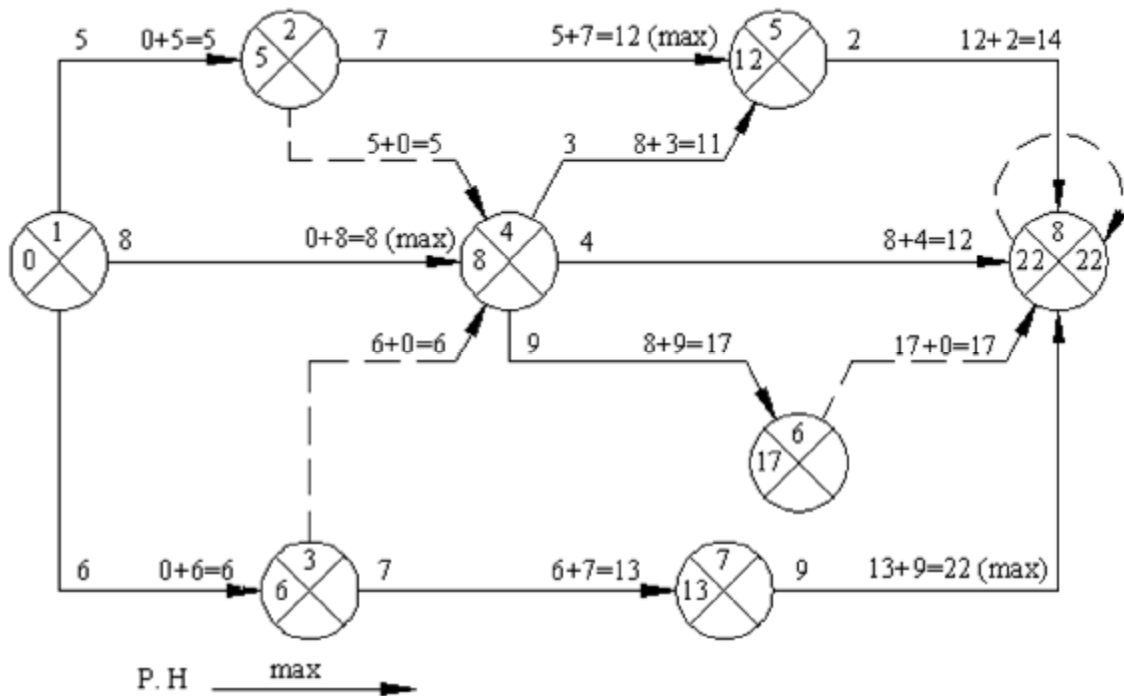 2
5
5 0+5=5 5 7 5+7=12 (max) 12 2 12+2=14
5+0=5 3 8+3=11
1 4 8
0 8 0+8=8 (max) 8 4 8+4=12 22 22
6+0=6 9 8+9=17 17+0=17
6
17
3 7
6 0+6=6 6 7 6+7=13 13 9 13+9=22 (max)
P. H max